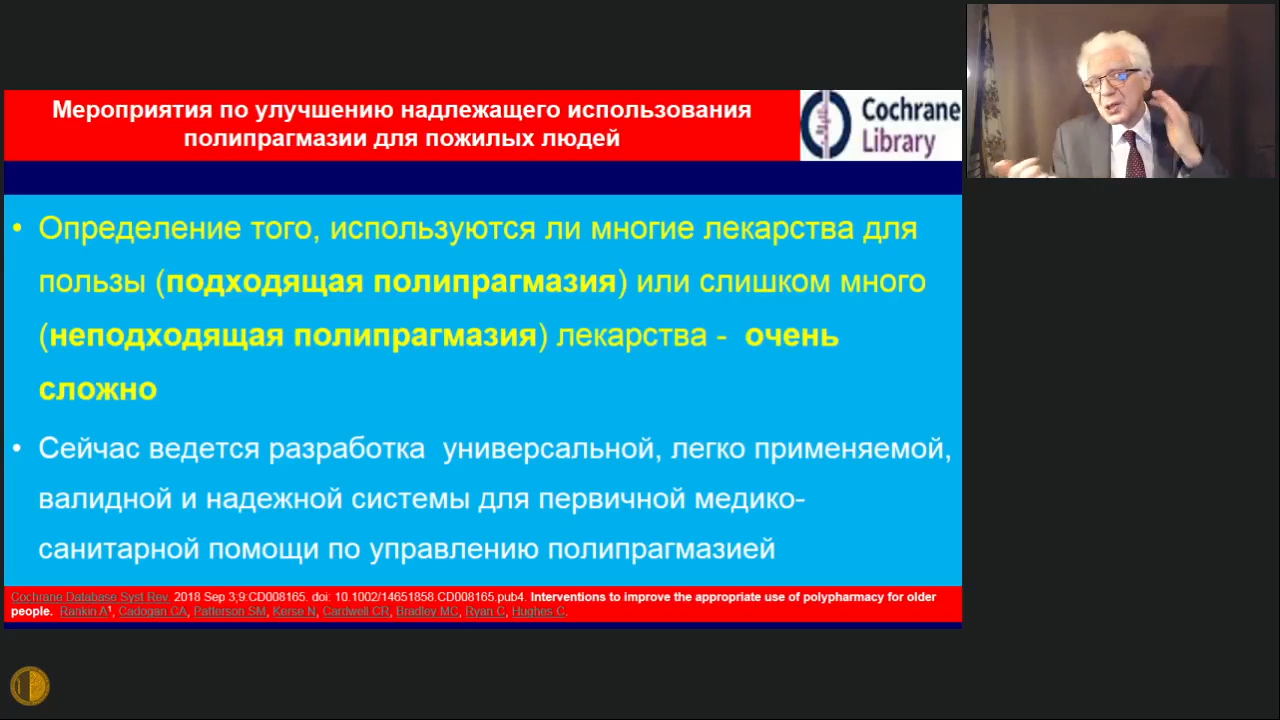 Мероприятия по улучшению надлежащего использования
полипрагмазии для пожилых людей
Cochrane
Library
• Определение того, используются ли многие лекарства для
пользы (подходящая полипрагмазия) или слишком много
(неподходящая полипрагмазия) лекарства - очень
сложно
• Сейчас ведется разработка универсальной, легко применяемой,
валидной и надежной системы для первичной медико-
санитарной помощи по управлению полипрагмазией
Cochrane Database Syst Rev. 2018 Sep 3;9:CD008165. doi: 10.1002/14651858.CD008165.pub4. Interventions to improve the appropriate use of polypharmacy for older
people. Rankin A¹, Cadogan CA, Patterson SM, Kerse N, Cardwell CR, Bradley MC, Ryan C, Hughes C.